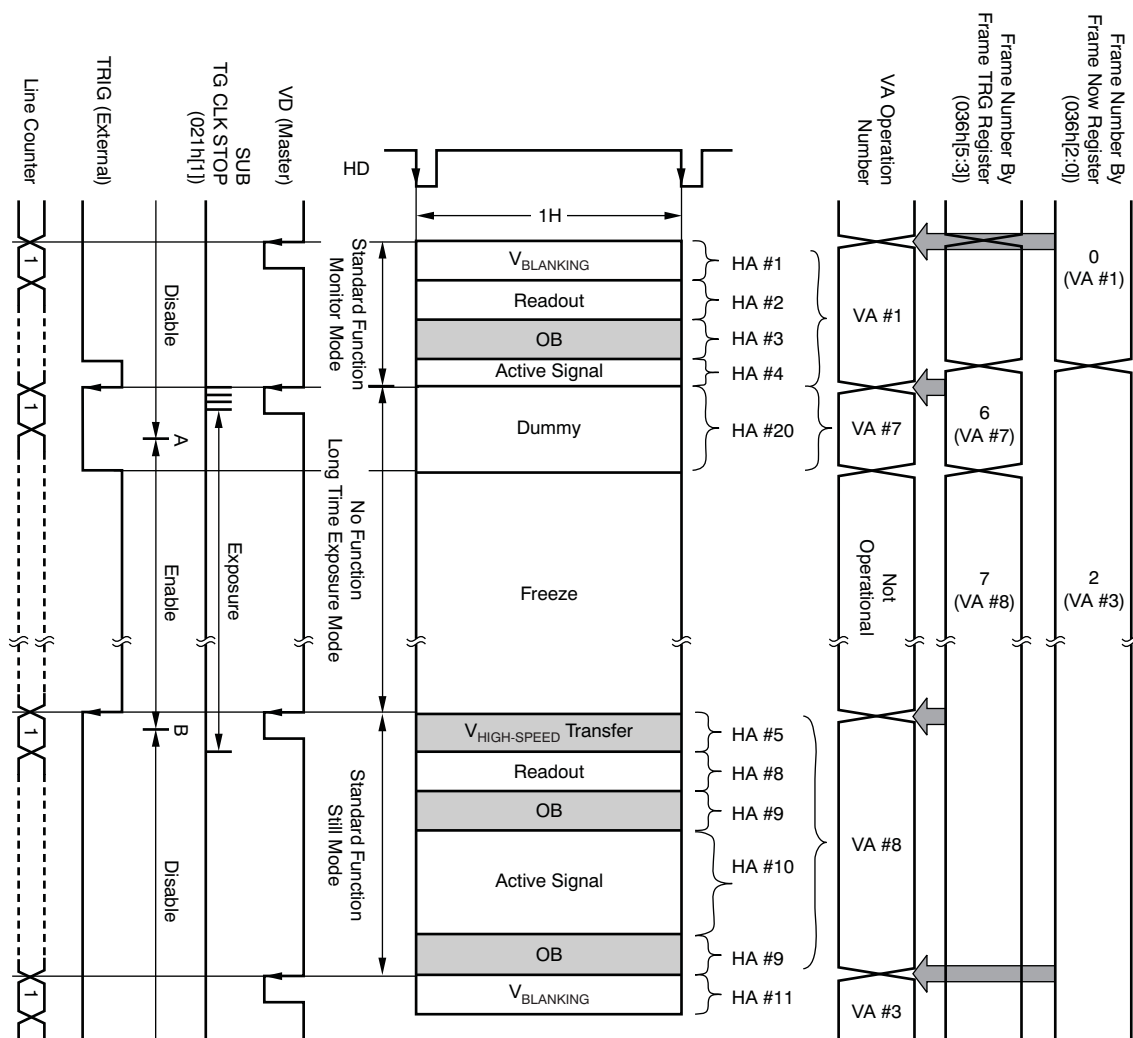 Frame Number By
Frame Now Register
(036h[2:0])
0
(VA #1)
2
(VA #3)
Frame Number By
Frame TRG Register
(036h[5:3])
6
(VA #7)
7
(VA #8)
VA Operation
Number
VA #1
VA #7
Not
Operational
VA #8
VA #3
HA #1
HA #2
HA #3
HA #4
HA #20
HA #5
HA #8
HA #9
HA #10
HA #9
HA #11
HD
1H
VBLANKING
Readout
OB
Active Signal
Dummy
Freeze
VHIGH-SPEED Transfer
Readout
OB
Active Signal
OB
VBLANKING
Standard Function
Monitor Mode
No Function
Long Time Exposure Mode
Standard Function
Still Mode
VD (Master)
SUB
TG CLK STOP
(021h[1])
Exposure
Disable
A
Enable
B
Disable
TRIG (External)
Line Counter
1
1
1
1